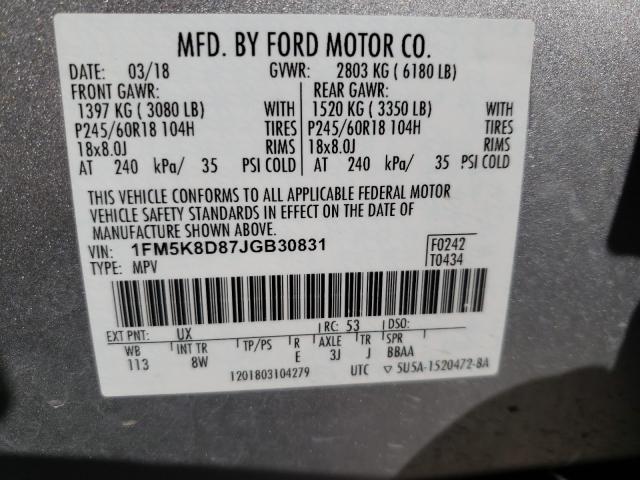 MFD. BY FORD MOTOR CO.
DATE: 03/18 GVWR: 2803 KG ( 6180 LB)
FRONT GAWR: REAR GAWR:
1397 KG ( 3080 LB) WITH 1520 KG ( 3350 LB) WITH
P245/60R18 104H TIRES P245/60R18 104H TIRES
18x8.0J RIMS 18x8.0J RIMS
AT 240 kPa/ 35 PSI COLD AT 240 kPa/ 35 PSI COLD
THIS VEHICLE CONFORMS TO ALL APPLICABLE FEDERAL MOTOR
VEHICLE SAFETY STANDARDS IN EFFECT ON THE DATE OF
MANUFACTURE SHOWN ABOVE.
VIN: 1FM5K8D87JGB30831 F0242
TYPE: MPV T0434
EXT PNT: UX RC: 53 DSO:
WB INT TR TP/PS R AXLE TR SPR
113 8W E 3J J BBAA
1201803104279 UTC ▽ 5U5A-1520472-8A